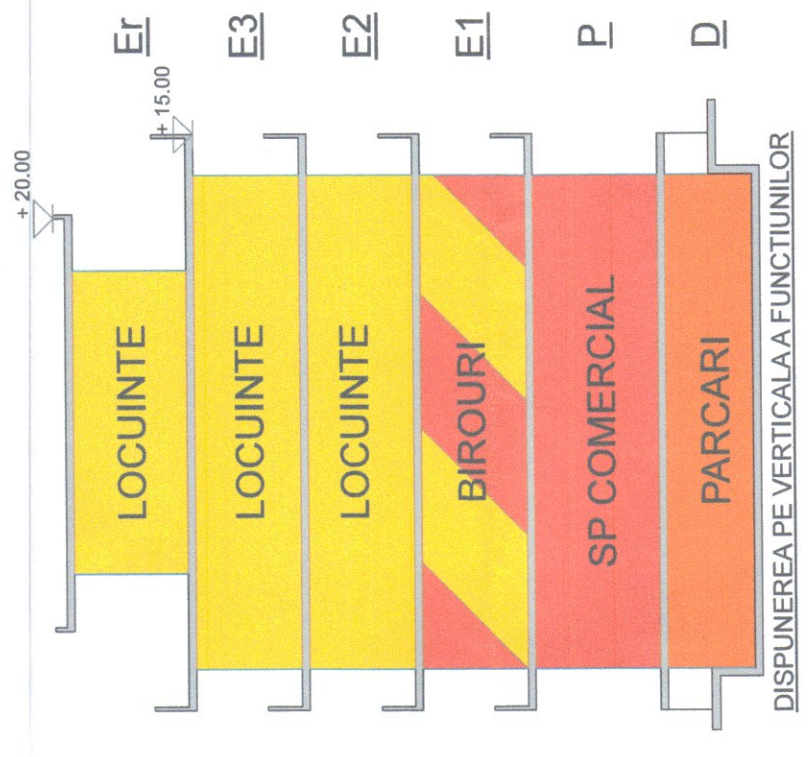 + 20.00
Er
LOCUINTE
+ 15.00
E3
LOCUINTE
E2
LOCUINTE
E1
BIROURI
P
SP COMERCIAL
D
PARCARI
DISPUNEREA PE VERTICALA A FUNCTIUNILOR